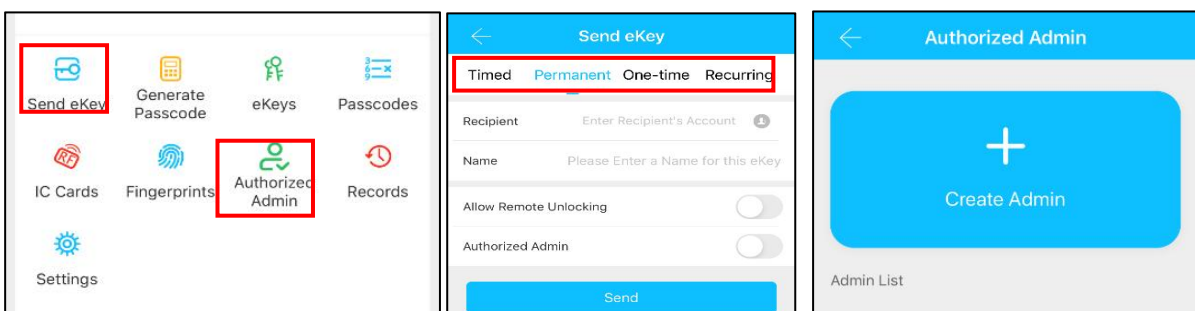 Send eKey
Generate
Passcode
eKeys
Passcodes
IC Cards
Fingerprints
Authorized
Admin
Records
Settings
Send eKey
Timed Permanent One-time Recurring
Recipient Enter Recipient's Account
Name Please Enter a Name for this eKey
Allow Remote Unlocking
Authorized Admin
Send
Authorized Admin
Create Admin
Admin List